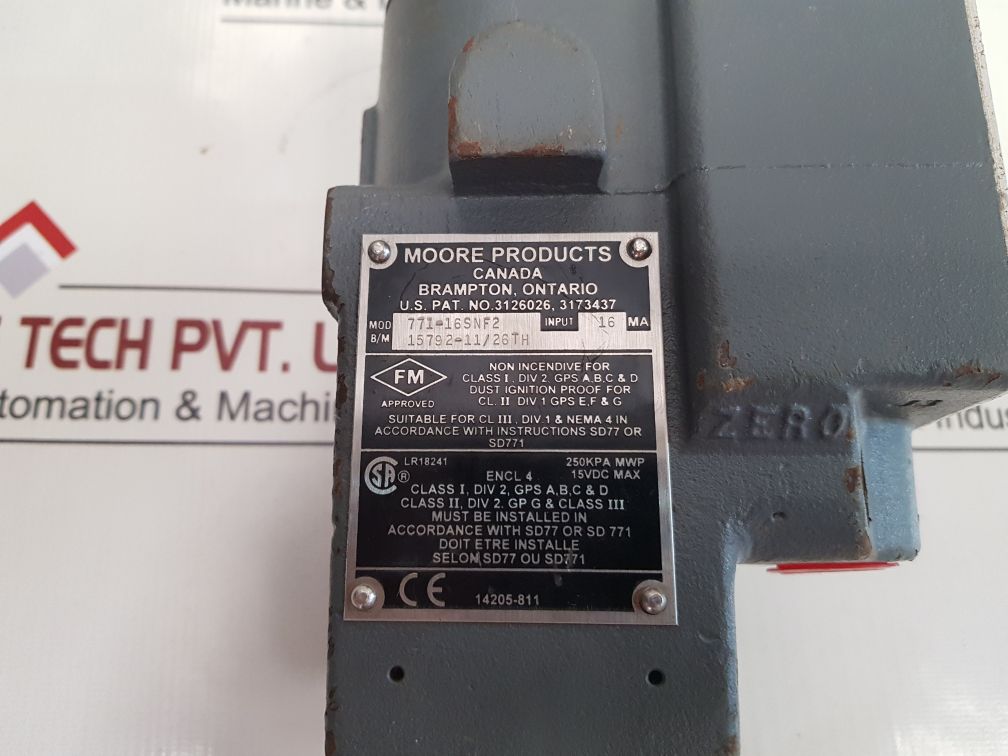 Marine &
MOORE PRODUCTS
CANADA
BRAMPTON, ONTARIO
U.S. PAT. NO.3126026, 3173437
MOD 771-16SNF2 INPUT 16 MA
B/M 15792-11/26TH
FM
APPROVED
NON INCENDIVE FOR
CLASS I, DIV 2, GPS A,B,C & D
DUST IGNITION PROOF FOR
CL. II DIV 1 GPS E,F & G
SUITABLE FOR CL III, DIV 1 & NEMA 4 IN
ACCORDANCE WITH INSTRUCTIONS SD77 OR
SD771
SA ®
LR18241
250KPA MWP
ENCL 4 15VDC MAX
CLASS I, DIV 2, GPS A,B,C & D
CLASS II, DIV 2, GP G & CLASS III
MUST BE INSTALLED IN
ACCORDANCE WITH SD77 OR SD 771
DOIT ETRE INSTALLE
SELON SD77 OU SD771
CE 14205-811
ZERO
TECH PVT.
tomation & Machi
Indus